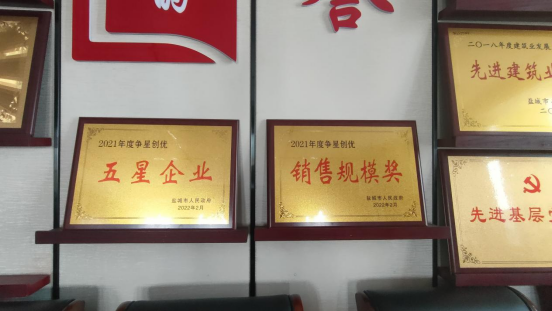 2021年度争星创优
五星企业
盐城市人民政府
2022年2月
2021年度争星创优
销售规模奖
盐城市人民政府
2022年2月
二〇一八年度建筑业发展
先进建筑业
盐城市
二〇
先进基层